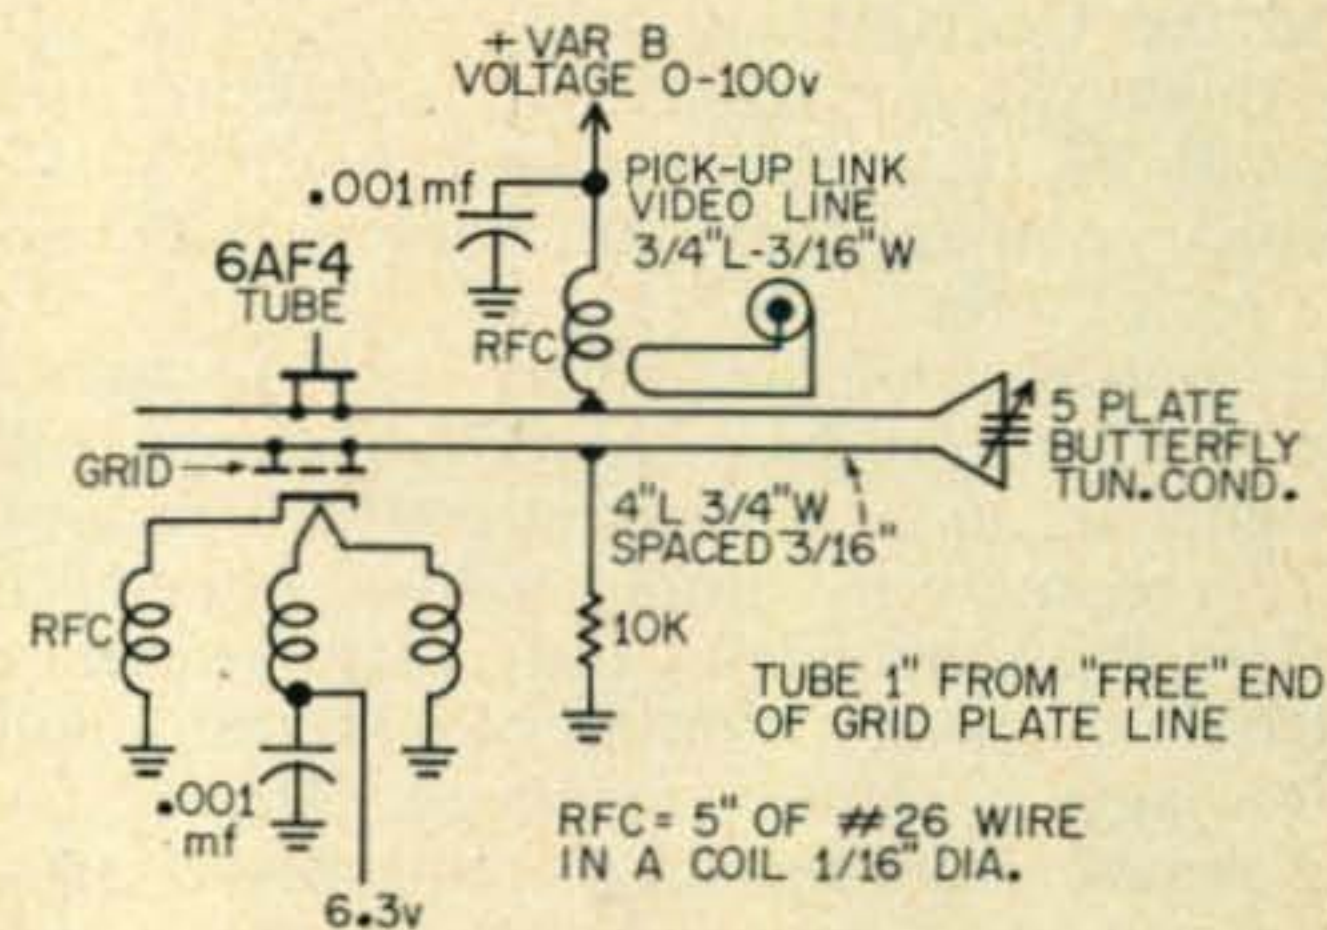 + VAR B
VOLTAGE 0-100v
.001mf
PICK-UP LINK
VIDEO LINE
3/4"L-3/16"W
6AF4
TUBE
RFC
5 PLATE
BUTTERFLY
TUN. COND.
GRID
4"L 3/4"W
SPACED 3/16"
RFC
10K
TUBE 1" FROM "FREE" END
OF GRID PLATE LINE
.001
mf
RFC = 5" OF #26 WIRE
IN A COIL 1/16" DIA.
6.3v